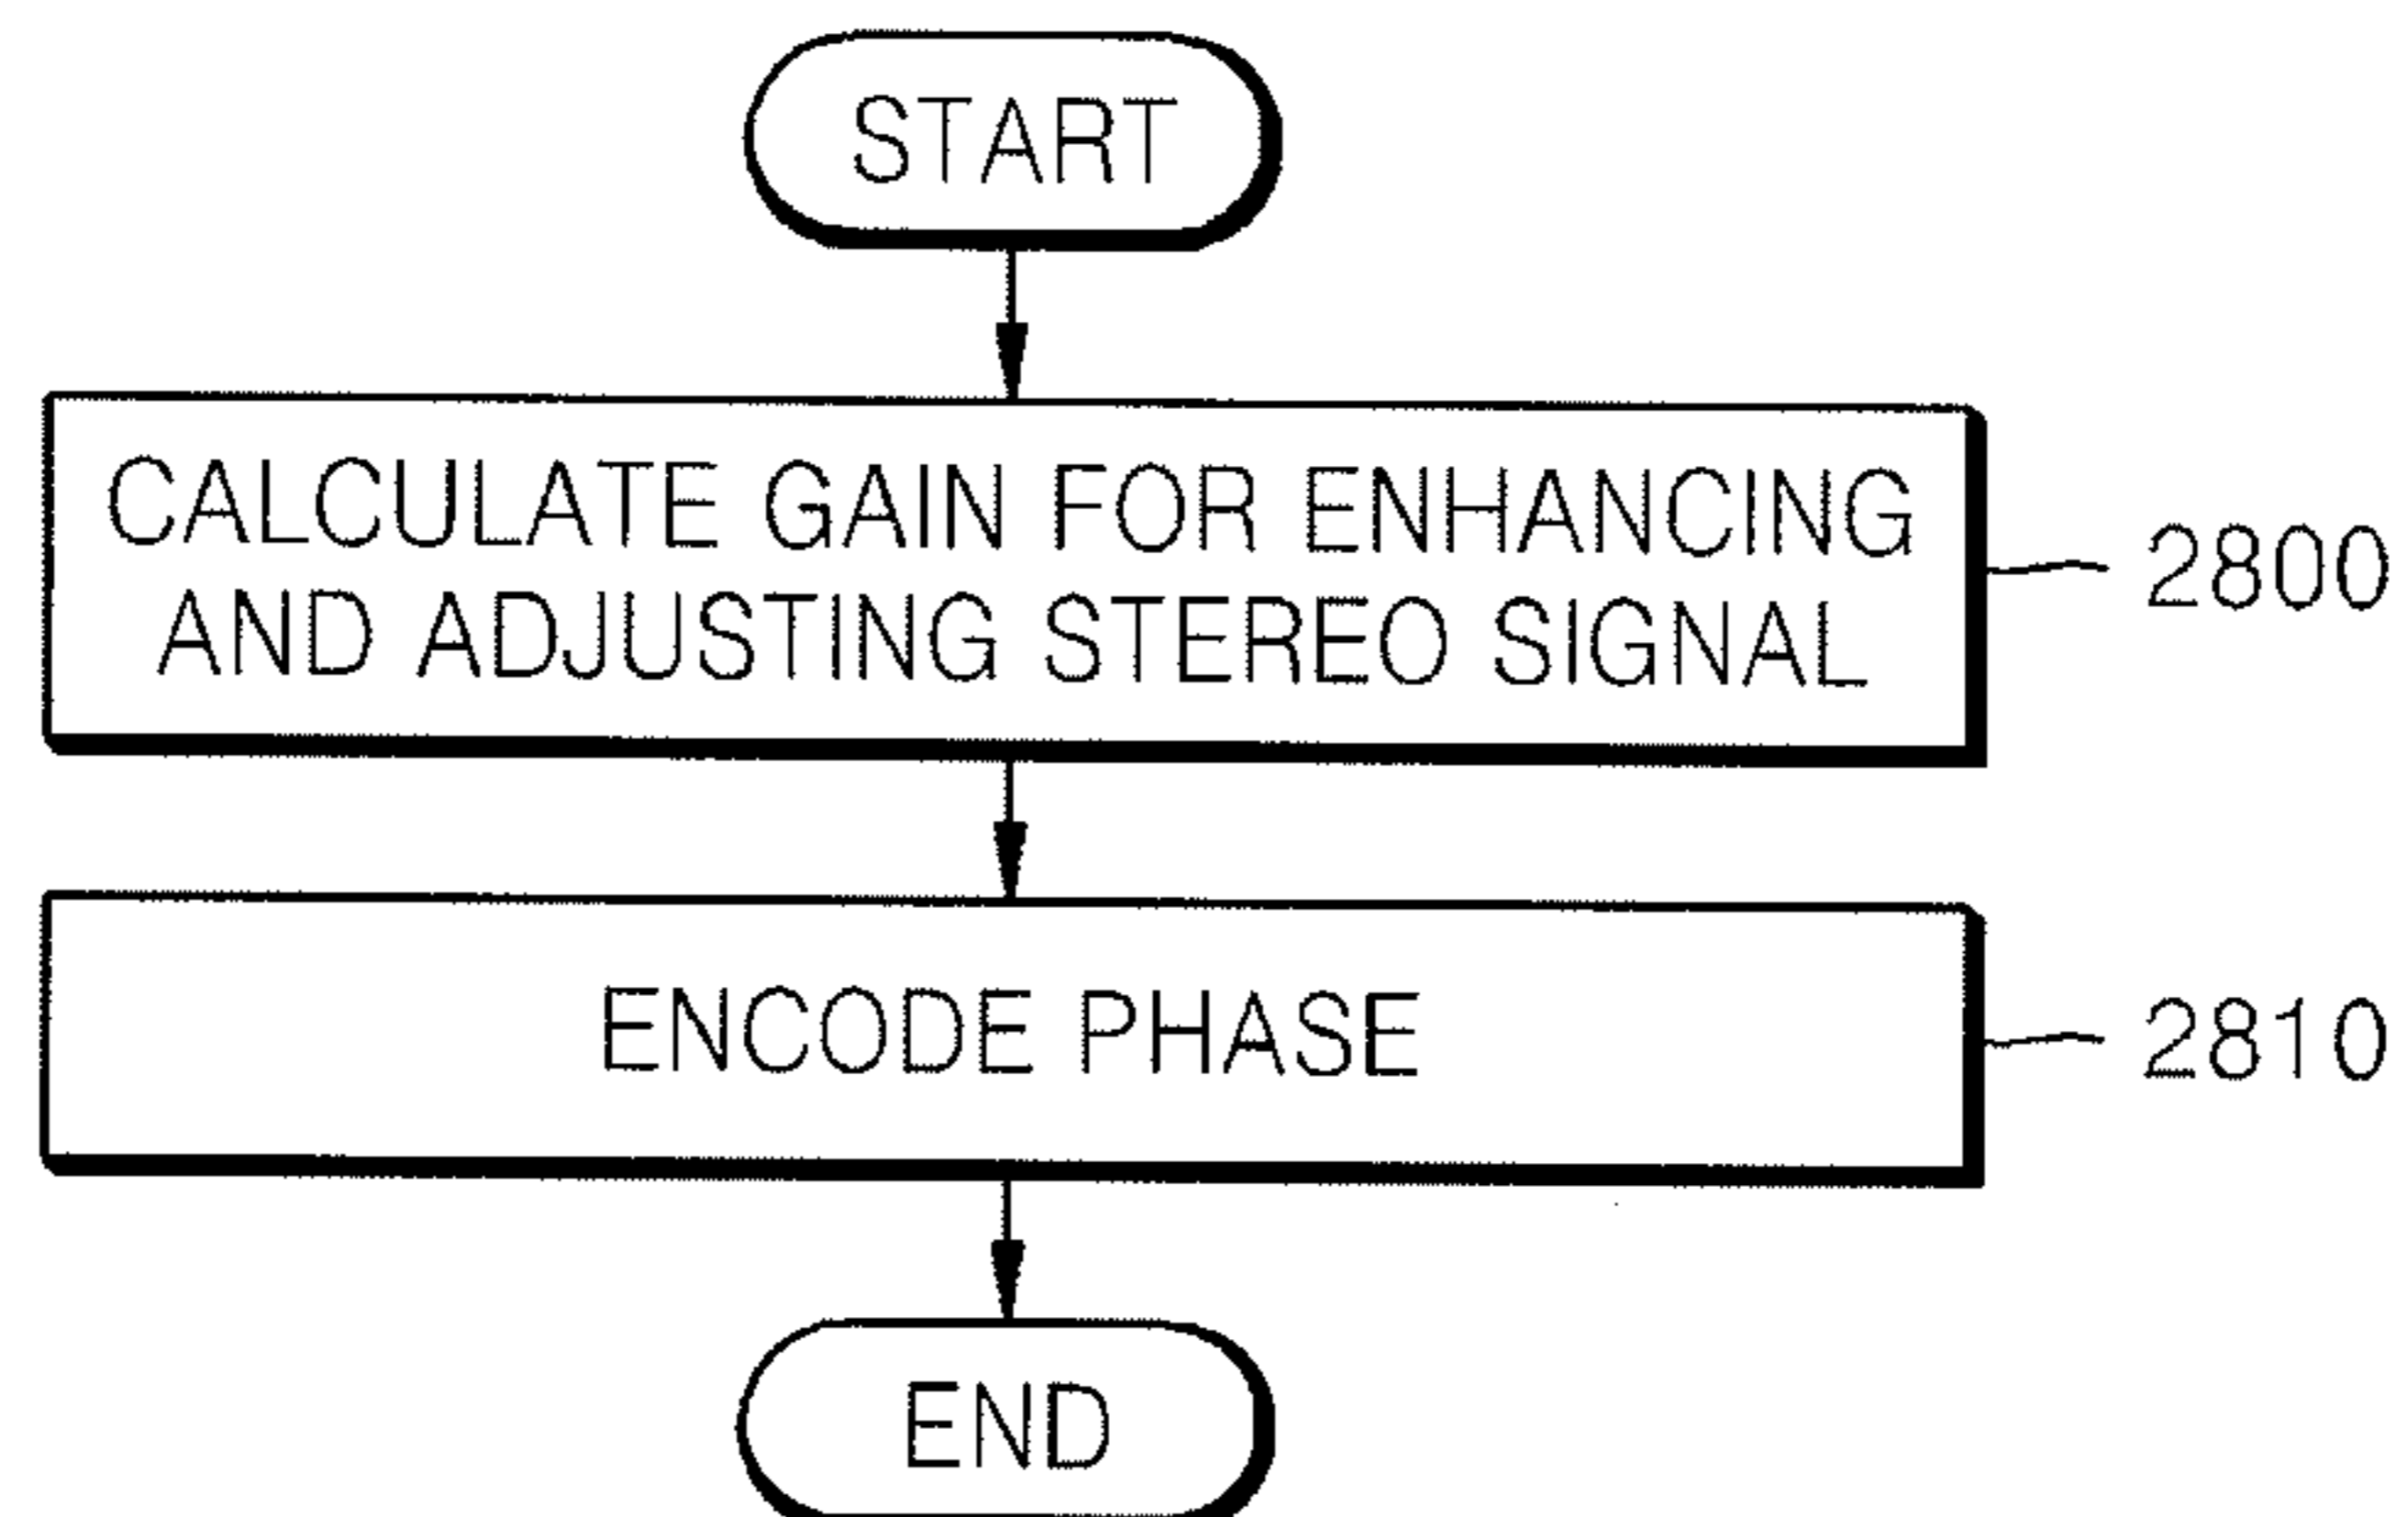 START
CALCULATE GAIN FOR ENHANCING
AND ADJUSTING STEREO SIGNAL
2800
ENCODE PHASE
2810
END